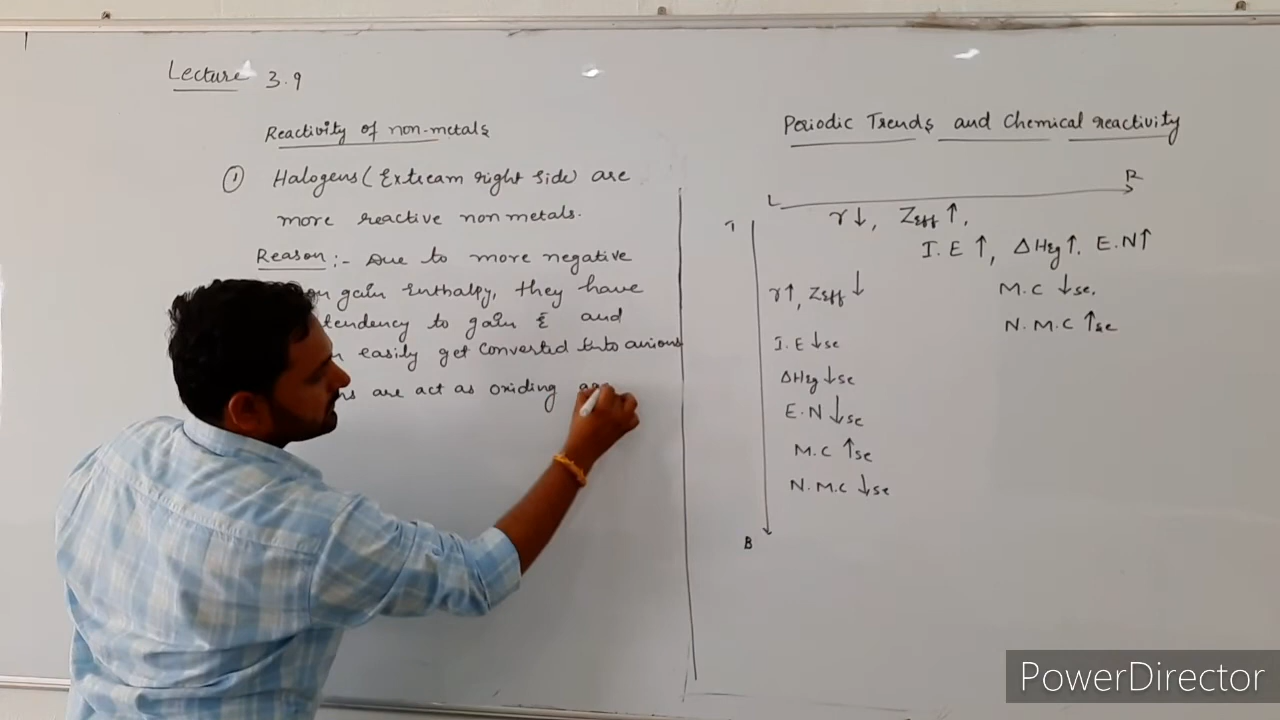 Lecture 3.9
Reactivity of non-metals
① Halogens (Extream right side) are
more reactive non metals.
Reason :- Due to more negative
gain Enthalpy, they have
tendency to gain ē and
easily get converted into anions
are act as oxiding
Periodic Trends and Chemical reactivity
L R
r↓, Zeff ↑,
I.E ↑, ΔHeg ↑. E.N ↑
T
r↑, Zeff ↓
M.C ↓se.
N.M.C ↑se
I.E ↓se
ΔHeg ↓se
E.N ↓se
M.C ↑se
N.M.C ↓se
B
PowerDirector